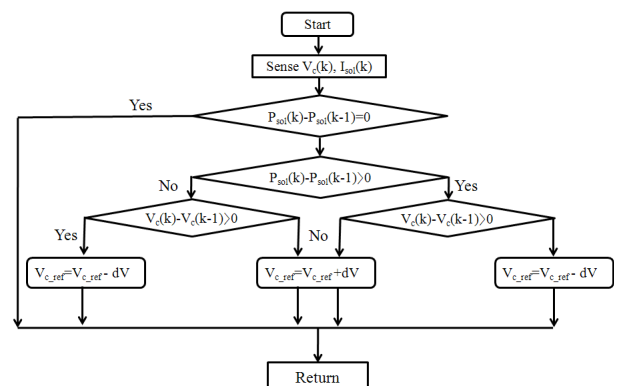 Start
Sense V_c(k), I_sol(k)
Yes
P_sol(k)-P_sol(k-1)=0
P_sol(k)-P_sol(k-1)>0
No
Yes
V_c(k)-V_c(k-1)>0
V_c(k)-V_c(k-1)>0
Yes
No
V_c_ref=V_c_ref - dV
V_c_ref=V_c_ref +dV
V_c_ref=V_c_ref - dV
Return